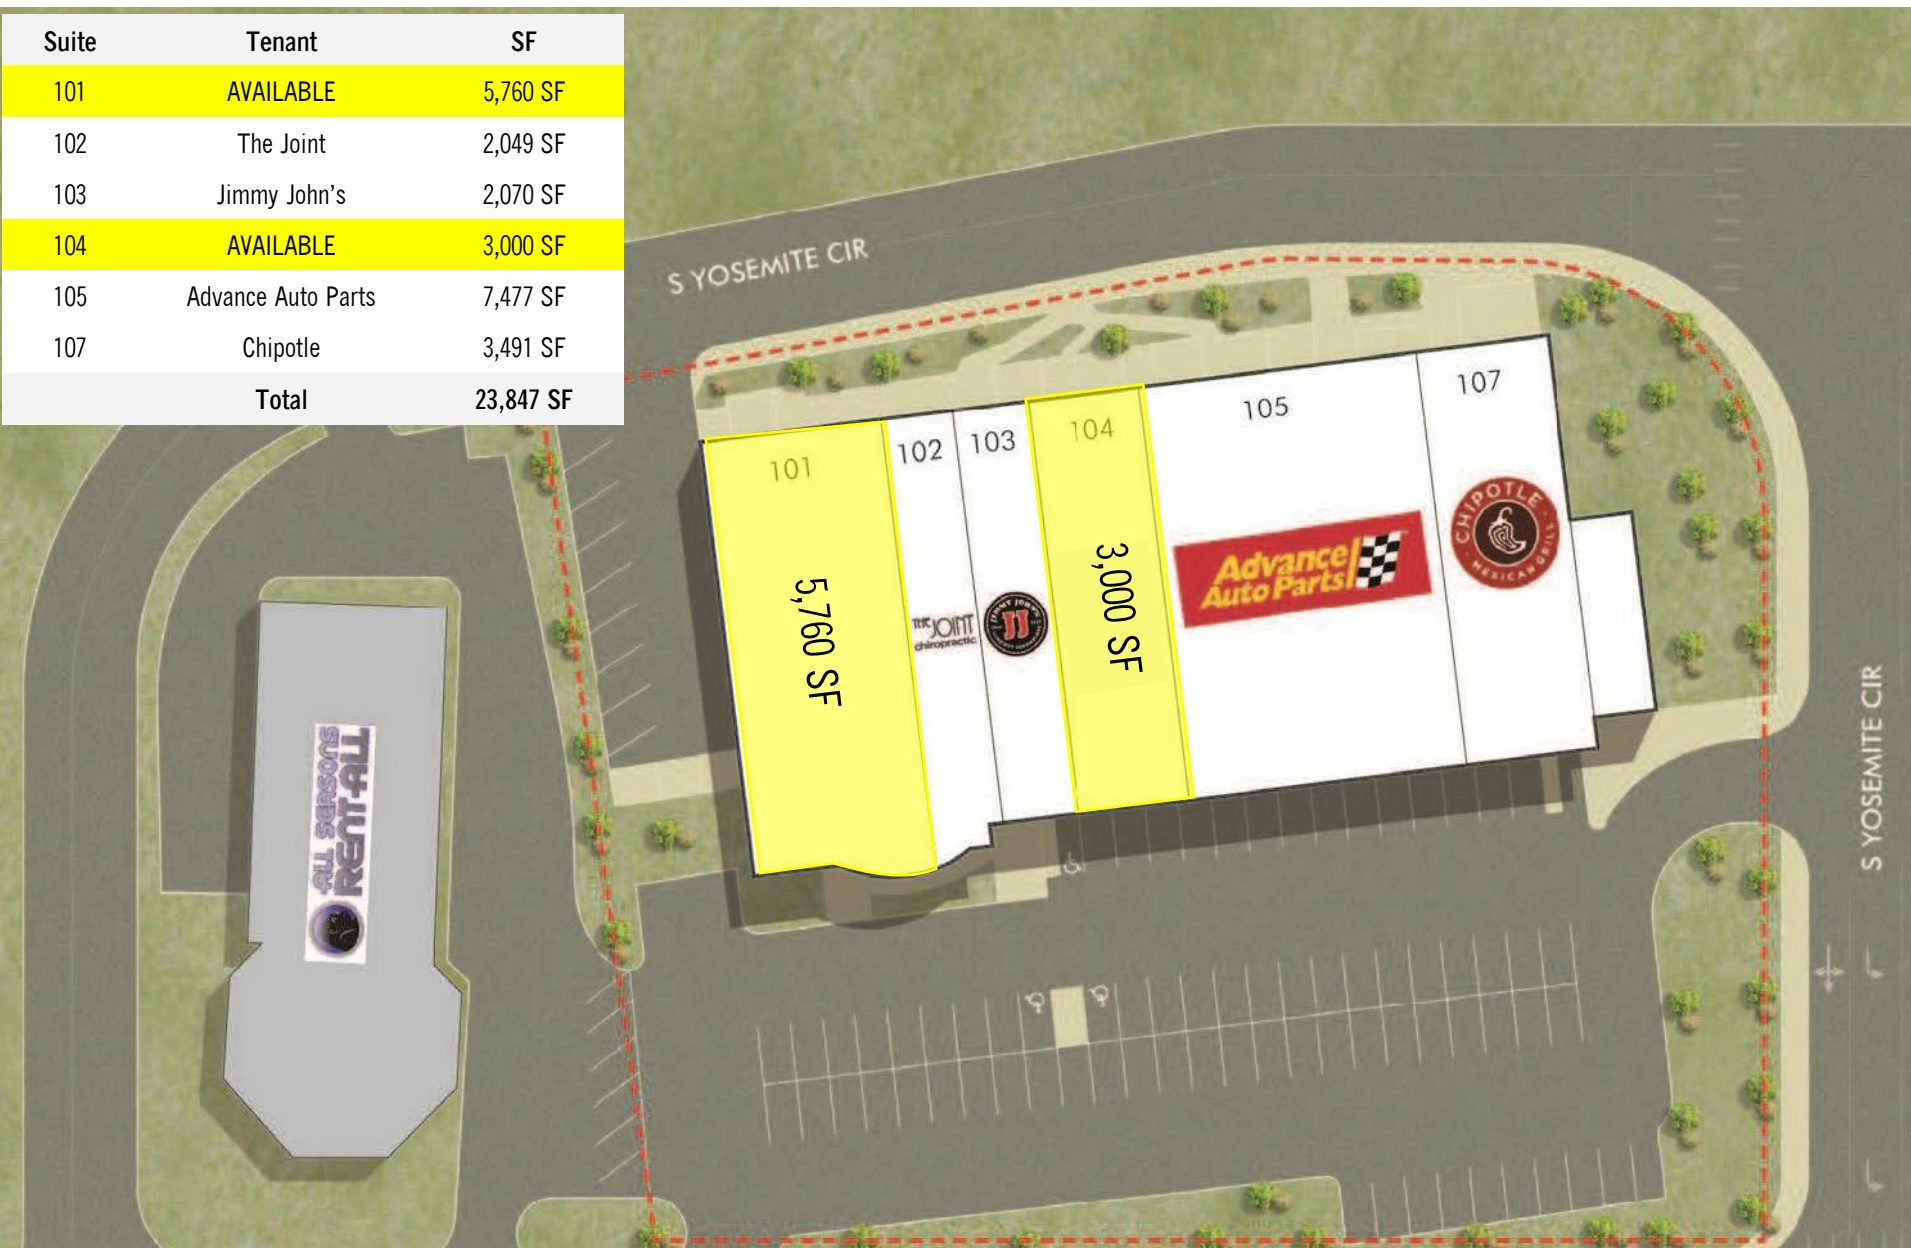 Suite Tenant SF
101 AVAILABLE 5,760 SF
102 The Joint 2,049 SF
103 Jimmy John's 2,070 SF
104 AVAILABLE 3,000 SF
105 Advance Auto Parts 7,477 SF
107 Chipotle 3,491 SF
Total 23,847 SF
S YOSEMITE CIR
101
102
103
104
105
107
5,760 SF
THE JOINT
chiropractic
JIMMY JOHN'S
JJ
3,000 SF
Advance
Auto Parts
CHIPOTLE
MEXICAN GRILL
ALL SEASONS
RENT-ALL
S YOSEMITE CIR